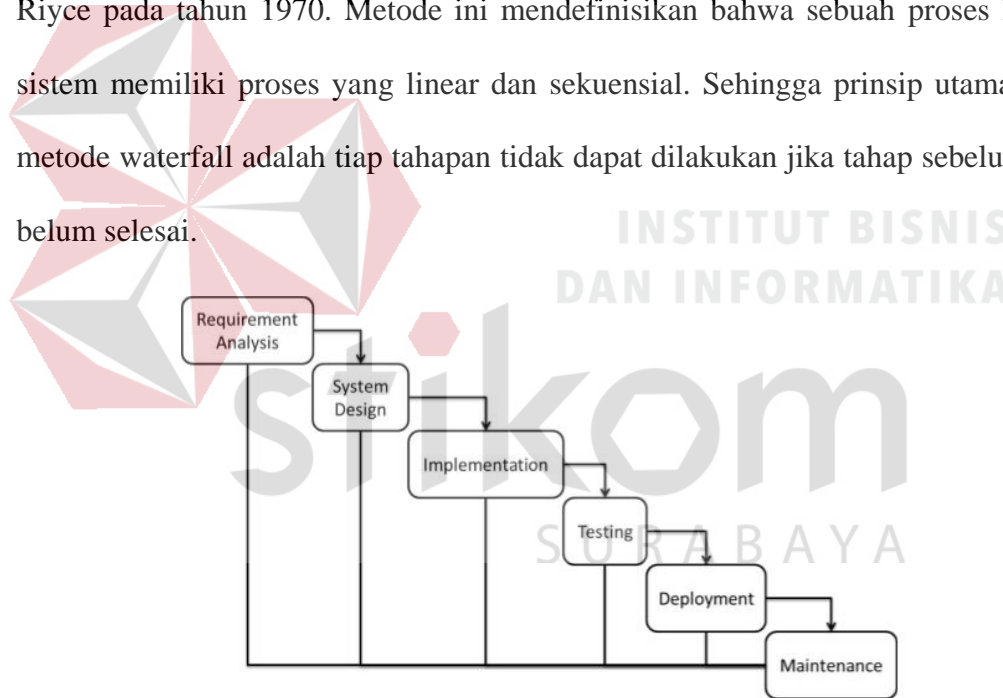 Riyce pada tahun 1970. Metode ini mendefinisikan bahwa sebuah proses
sistem memiliki proses yang linear dan sekuensial. Sehingga prinsip utama
metode waterfall adalah tiap tahapan tidak dapat dilakukan jika tahap sebelu
belum selesai.
INSTITUT BISNIS
DAN INFORMATIKA
stikom
SURABAYA
Requirement
Analysis
System
Design
Implementation
Testing
Deployment
Maintenance